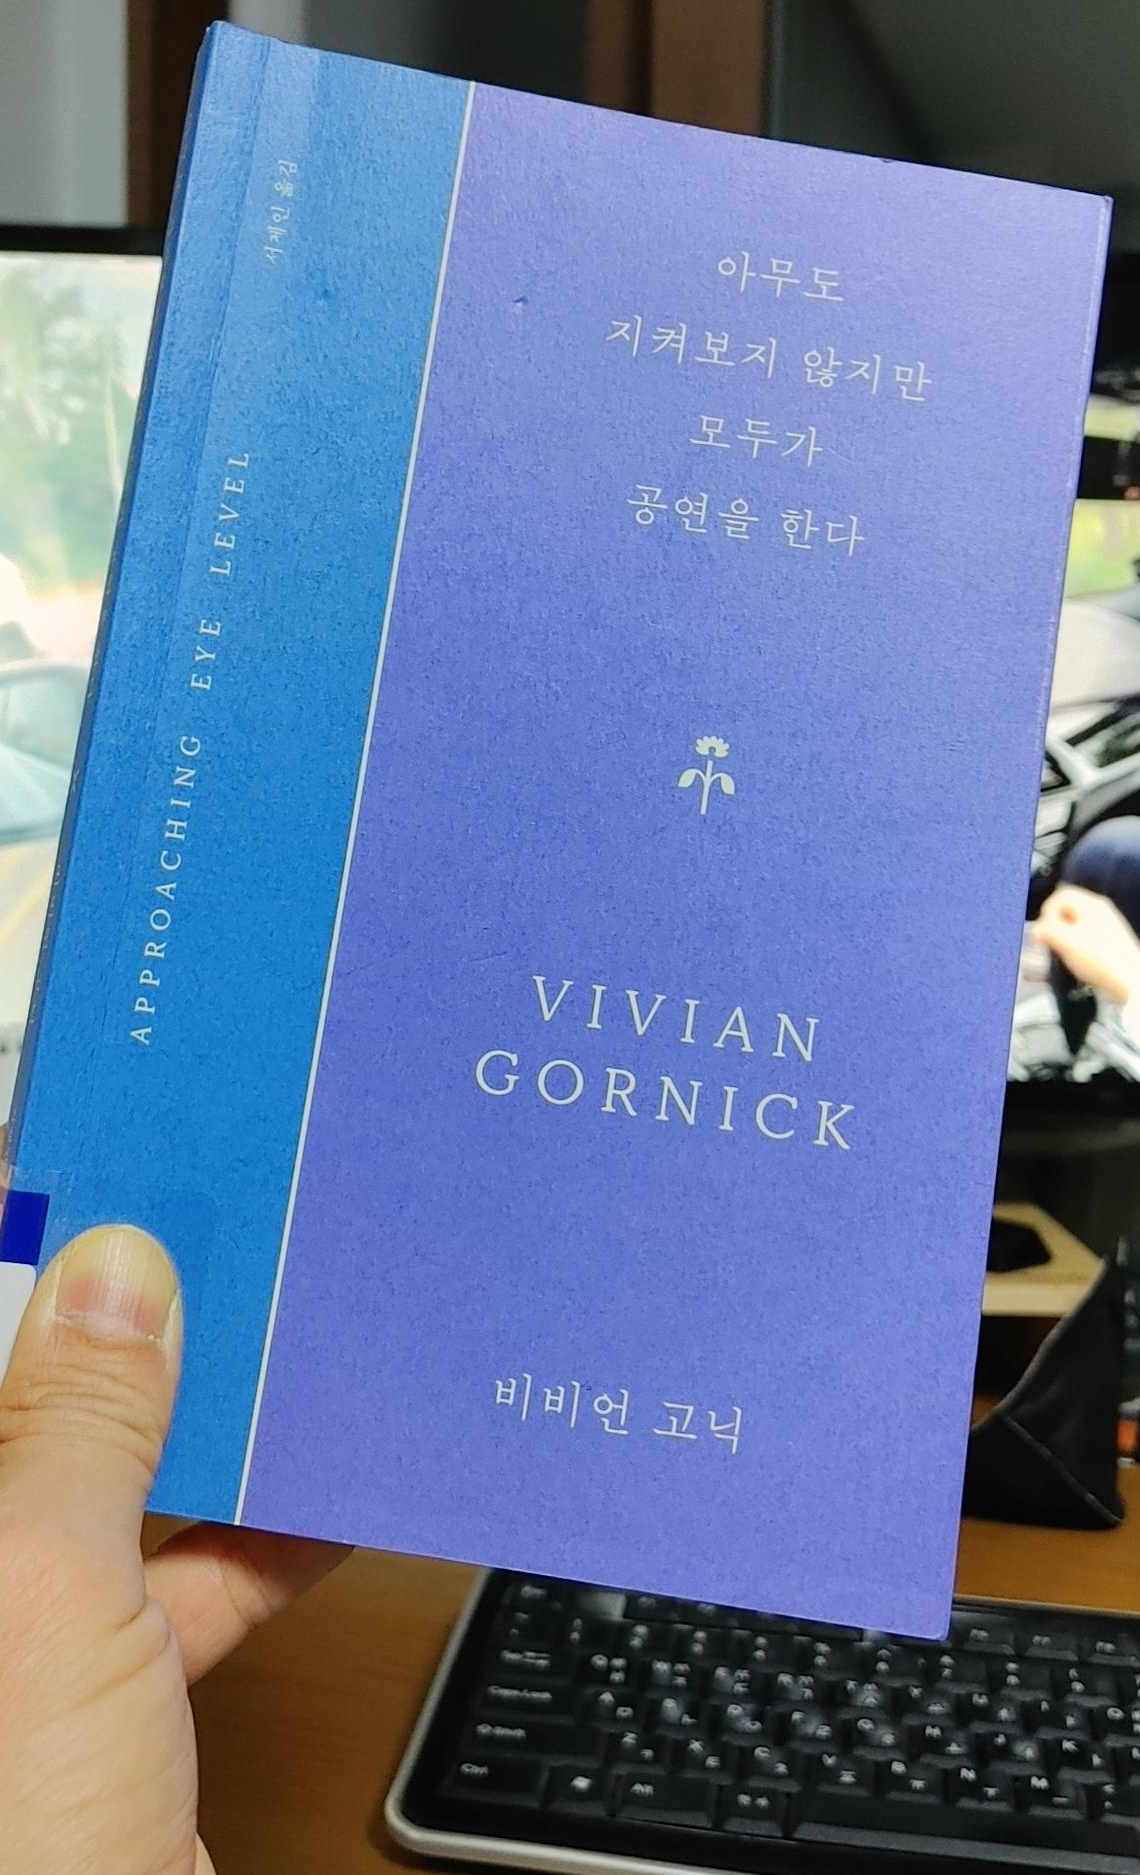 아무도
지켜보지 않지만
모두가
공연을 한다
VIVIAN
GORNICK
비비언 고닉
APPROACHING EYE LEVEL
서제인 옮김